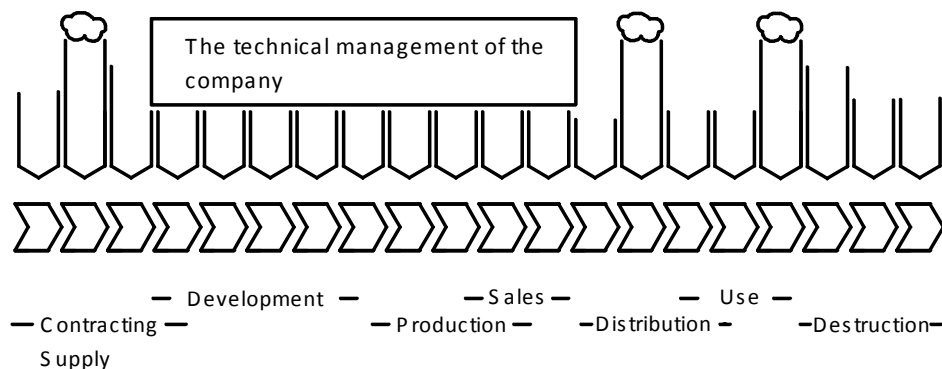 The technical management of the
company
Development
Sales
Use
Contracting
Production
Distribution
Destruction
Supply